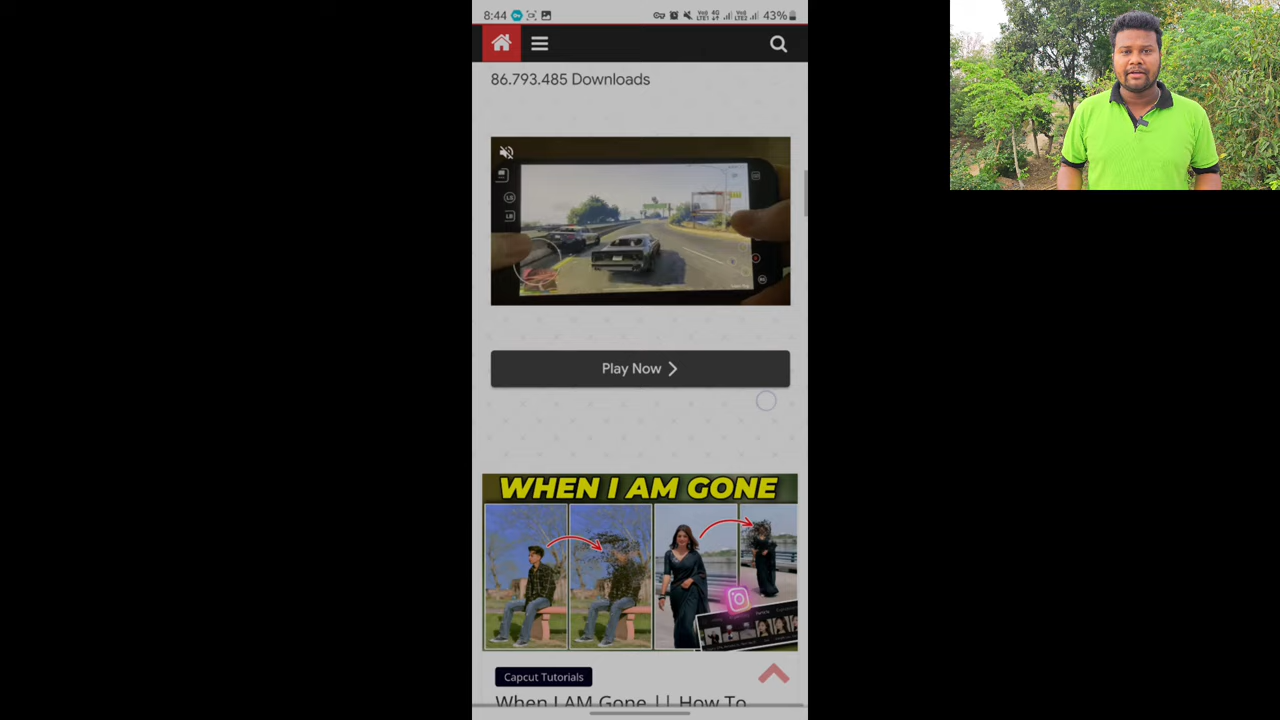 8:44
43%
86.793.485 Downloads
Play Now
WHEN I AM GONE
Capcut Tutorials
When I AM Gone || How To